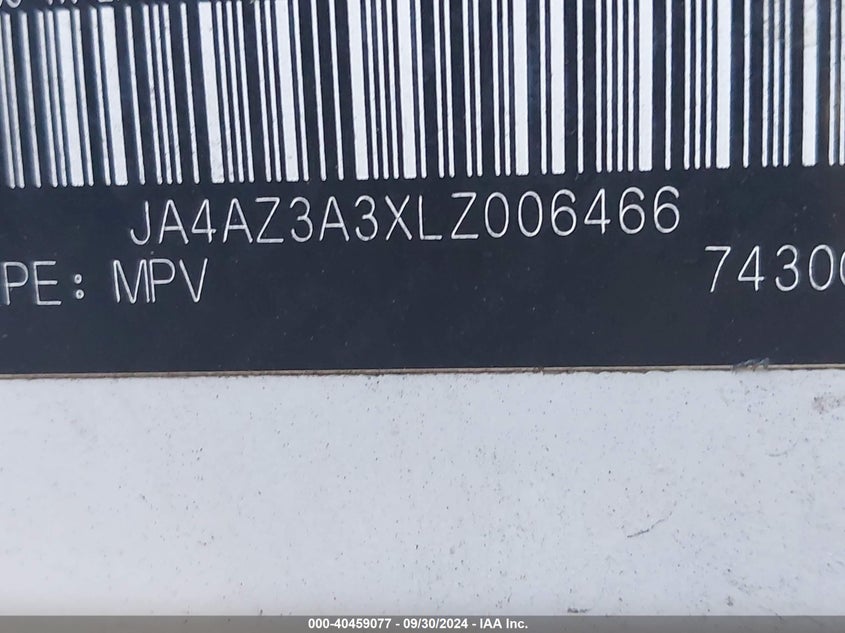 JA4AZ3A3XLZ006466
PE: MPV 7430
000-40459077 - 09/30/2024 - IAA Inc.